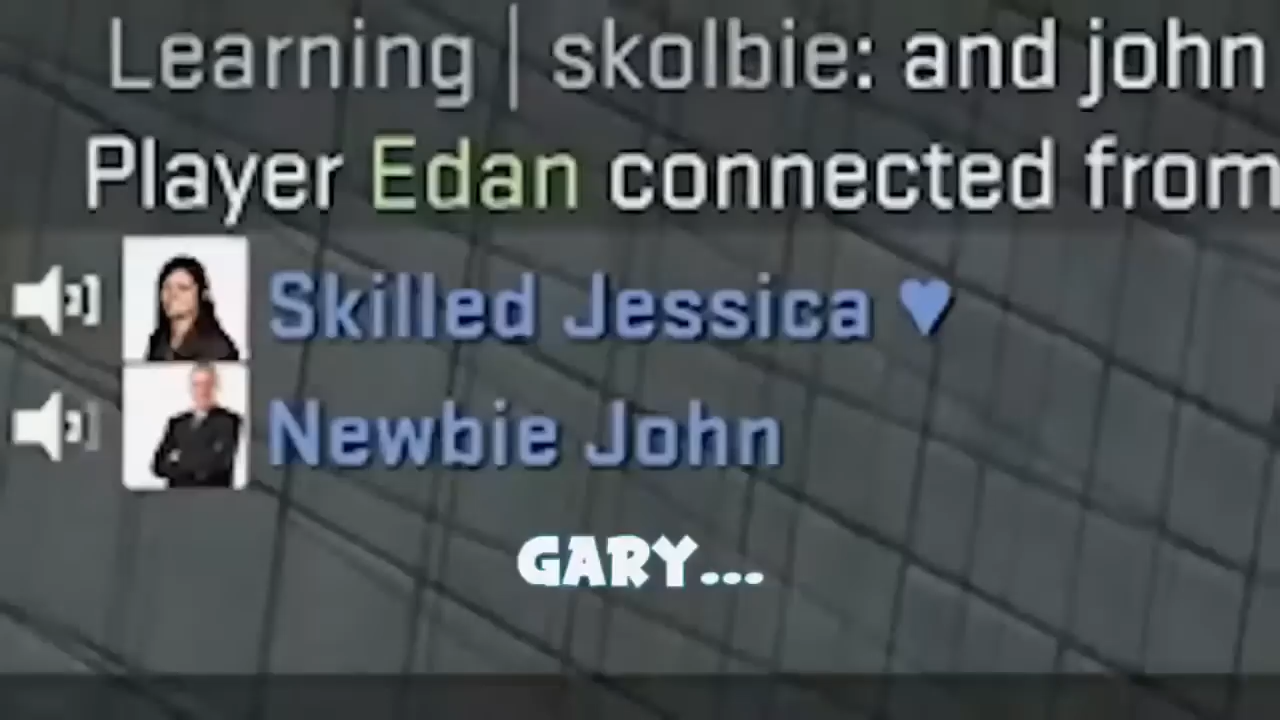 Learning | skolbie: and john
Player Edan connected from
Skilled Jessica ♥
Newbie John
GARY...